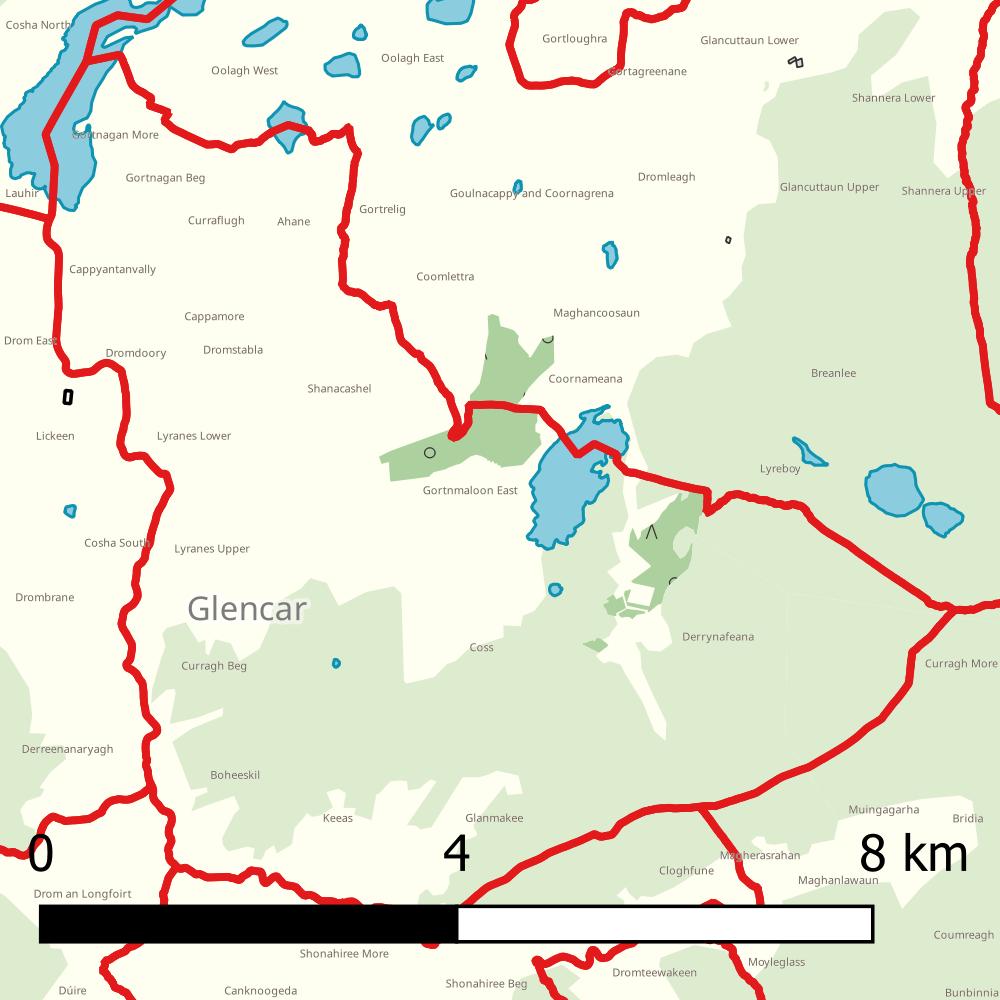 Cosha North
Gortloughra
Glancuttaun Lower
Oolagh East
Oolagh West
Gortagreenane
Shannera Lower
Gortnagan More
Gortnagan Beg
Dromleagh
Glancuttaun Upper
Shannera Upper
Lauhir
Goulnacappy and Coornagrena
Gortrelig
Curraflugh
Ahane
Cappyantanvally
Coomlettra
Cappamore
Maghancoosaun
Drom East
Dromdoory
Dromstabla
Breanlee
Coornameana
Shanacashel
Lickeen
Lyranes Lower
Lyreboy
Gortnmaloon East
Cosha South
Lyranes Upper
Drombrane
Glencar
Derrynafeana
Coss
Curragh Beg
Curragh More
Derreenanaryagh
Boheeskil
Muingagarha
Keeas
Glanmakee
Bridia
0 4 8 km
Magherasrahan
Cloghfune
Maghanlawaun
Drom an Longfoirt
Coumreagh
Shonahiree More
Moyleglass
Dromteewakeen
Shonahiree Beg
Dúire
Canknoogeda
Bunbinnia